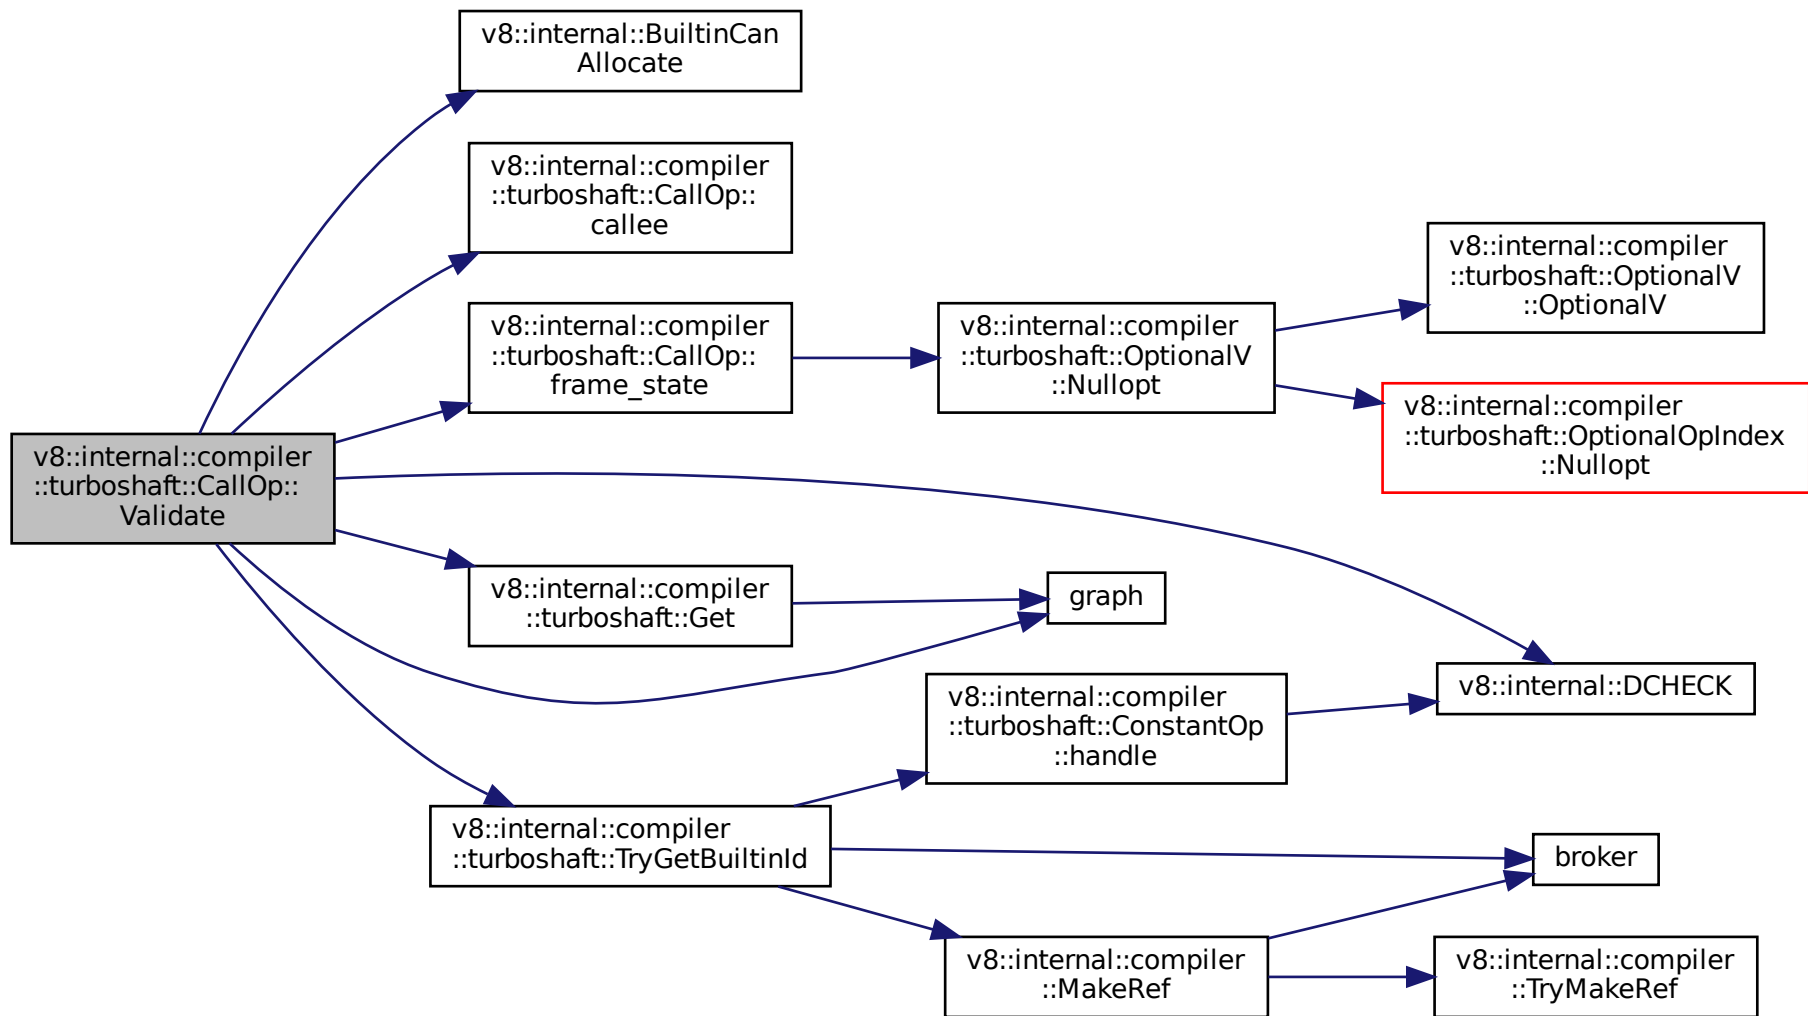 v8::internal::BuiltinCan
Allocate
v8::internal::compiler
::turboshaft::CallOp::
callee
v8::internal::compiler
::turboshaft::CallOp::
frame_state
v8::internal::compiler
::turboshaft::OptionalV
::Nullopt
v8::internal::compiler
::turboshaft::OptionalV
::OptionalV
v8::internal::compiler
::turboshaft::OptionalOpIndex
::Nullopt
v8::internal::compiler
::turboshaft::CallOp::
Validate
v8::internal::compiler
::turboshaft::Get
graph
v8::internal::compiler
::turboshaft::ConstantOp
::handle
v8::internal::DCHECK
v8::internal::compiler
::turboshaft::TryGetBuiltinId
broker
v8::internal::compiler
::MakeRef
v8::internal::compiler
::TryMakeRef